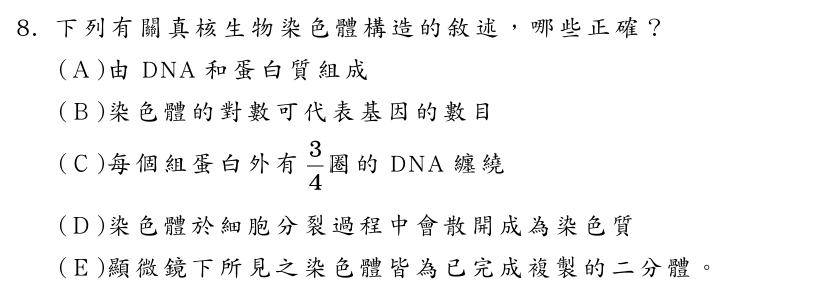 8. 下列有關真核生物染色體構造的敘述，哪些正確？
(A)由 DNA 和蛋白質組成
(B)染色體的對數可代表基因的數目
(C)每個組蛋白外有 3/4 圈的 DNA 纏繞
(D)染色體於細胞分裂過程中會散開成為染色質
(E)顯微鏡下所見之染色體皆為已完成複製的二分體。